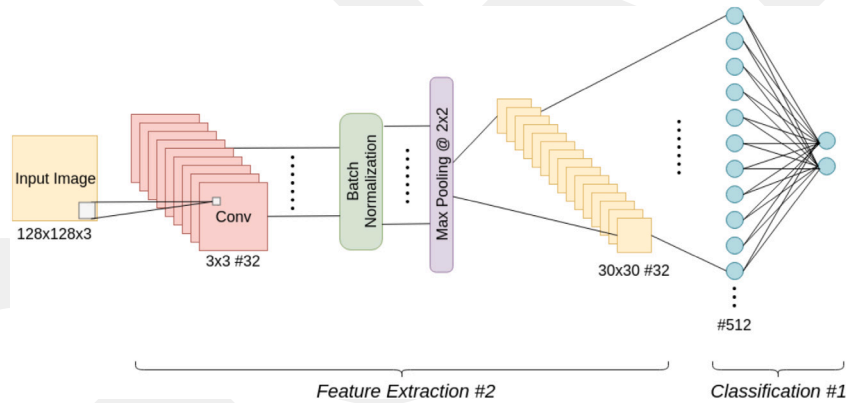 Input Image
128x128x3
Conv
3x3 #32
Batch
Normalization
Max Pooling @ 2x2
30x30 #32
#512
Feature Extraction #2
Classification #1